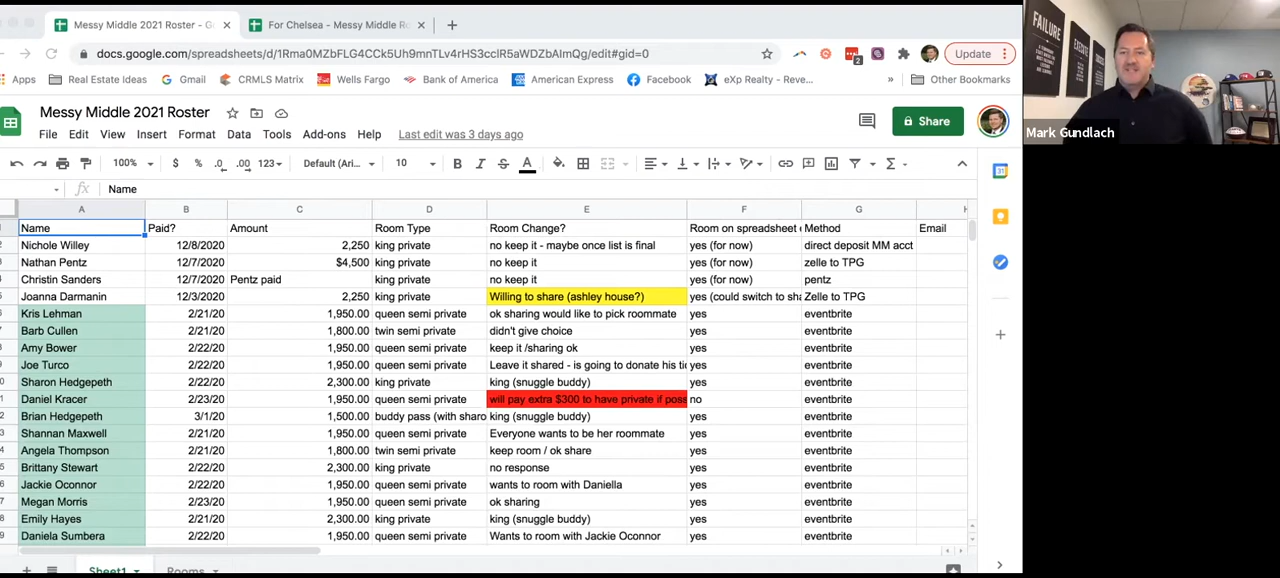 Messy Middle 2021 Roster - G
For Chelsea - Messy Middle Ro
docs.google.com/spreadsheets/d/
Update
Apps
Real Estate Ideas
Gmail
CRMLS Matrix
Wells Fargo
Bank of America
American Express
Facebook
eXp Realty - Reve...
»
Other Bookmarks
Messy Middle 2021 Roster
File Edit View Insert Format Data Tools Add-ons Help Last edit was 3 days ago
Share
100% $ % .0 .00 123 Default (Ari... 10 B I S A
fx Name
A B C D E F G H
Name Paid? Amount Room Type Room Change? Room on spreadsheet Method Email
Nichole Willey 12/8/2020 2,250 king private no keep it - maybe once list is final yes (for now) direct deposit MM acct
Nathan Pentz 12/7/2020 $4,500 king private no keep it yes (for now) zelle to TPG
Christin Sanders 12/7/2020 Pentz paid king private no keep it yes (for now) pentz
Joanna Darmanin 12/3/2020 2,250 king private Willing to share (ashley house?) yes (could switch to sha Zelle to TPG
Kris Lehman 2/21/20 1,950.00 queen semi private ok sharing would like to pick roommate yes eventbrite
Barb Cullen 2/21/20 1,800.00 twin semi private didn't give choice yes eventbrite
Amy Bower 2/22/20 1,950.00 queen semi private keep it /sharing ok yes eventbrite
Joe Turco 2/22/20 1,950.00 queen semi private Leave it shared - is going to donate his ti yes eventbrite
Sharon Hedgepeth 2/22/20 2,300.00 king private king (snuggle buddy) yes eventbrite
Daniel Kracer 2/23/20 1,950.00 queen semi private will pay extra $300 to have private if poss no eventbrite
Brian Hedgepeth 3/1/20 1,500.00 buddy pass (with sharo king (snuggle buddy) yes eventbrite
Shannan Maxwell 2/21/20 1,950.00 queen semi private Everyone wants to be her roommate yes eventbrite
Angela Thompson 2/21/20 1,800.00 twin semi private keep room / ok share yes eventbrite
Brittany Stewart 2/22/20 2,300.00 king private no response yes eventbrite
Jackie Oconnor 2/22/20 1,950.00 queen semi private wants to room with Daniella yes eventbrite
Megan Morris 2/23/20 1,950.00 queen semi private ok sharing yes eventbrite
Emily Hayes 2/21/20 2,300.00 king private king (snuggle buddy) yes eventbrite
Daniela Sumbera 2/22/20 1,950.00 queen semi private Wants to room with Jackie Oconnor yes eventbrite
Sheet1 Rooms
FAILURE
EXECUTE
Mark Gundlach